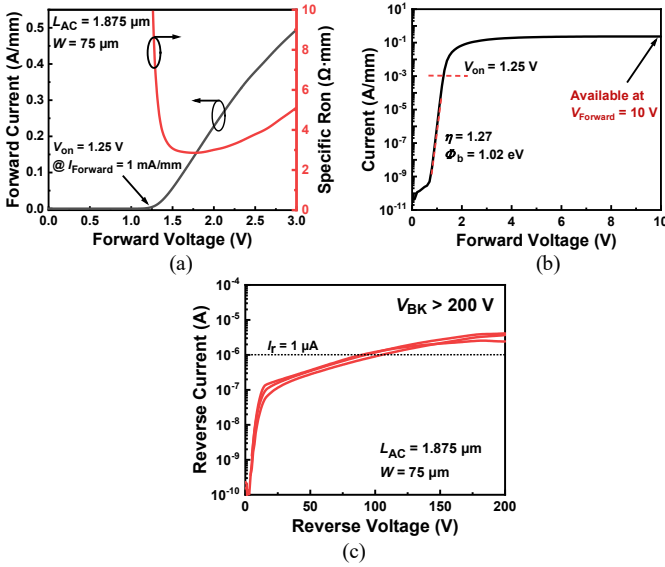 0.5
0.4
0.3
0.2
0.1
0.0
Forward Current (A/mm)
L_AC = 1.875 μm
W = 75 μm
V_on = 1.25 V
@ I_Forward = 1 mA/mm
10
8
6
4
2
0
Specific Ron (Ω·mm)
0.0 0.5 1.0 1.5 2.0 2.5 3.0
Forward Voltage (V)
(a)
10^1
10^-1
10^-3
10^-5
10^-7
10^-9
10^-11
Current (A/mm)
V_on = 1.25 V
Available at
V_Forward = 10 V
η = 1.27
Φ_b = 1.02 eV
0 2 4 6 8 10
Forward Voltage (V)
(b)
10^-4
10^-5
10^-6
10^-7
10^-8
10^-9
10^-10
Reverse Current (A)
V_BK > 200 V
I_r = 1 μA
L_AC = 1.875 μm
W = 75 μm
0 50 100 150 200
Reverse Voltage (V)
(c)